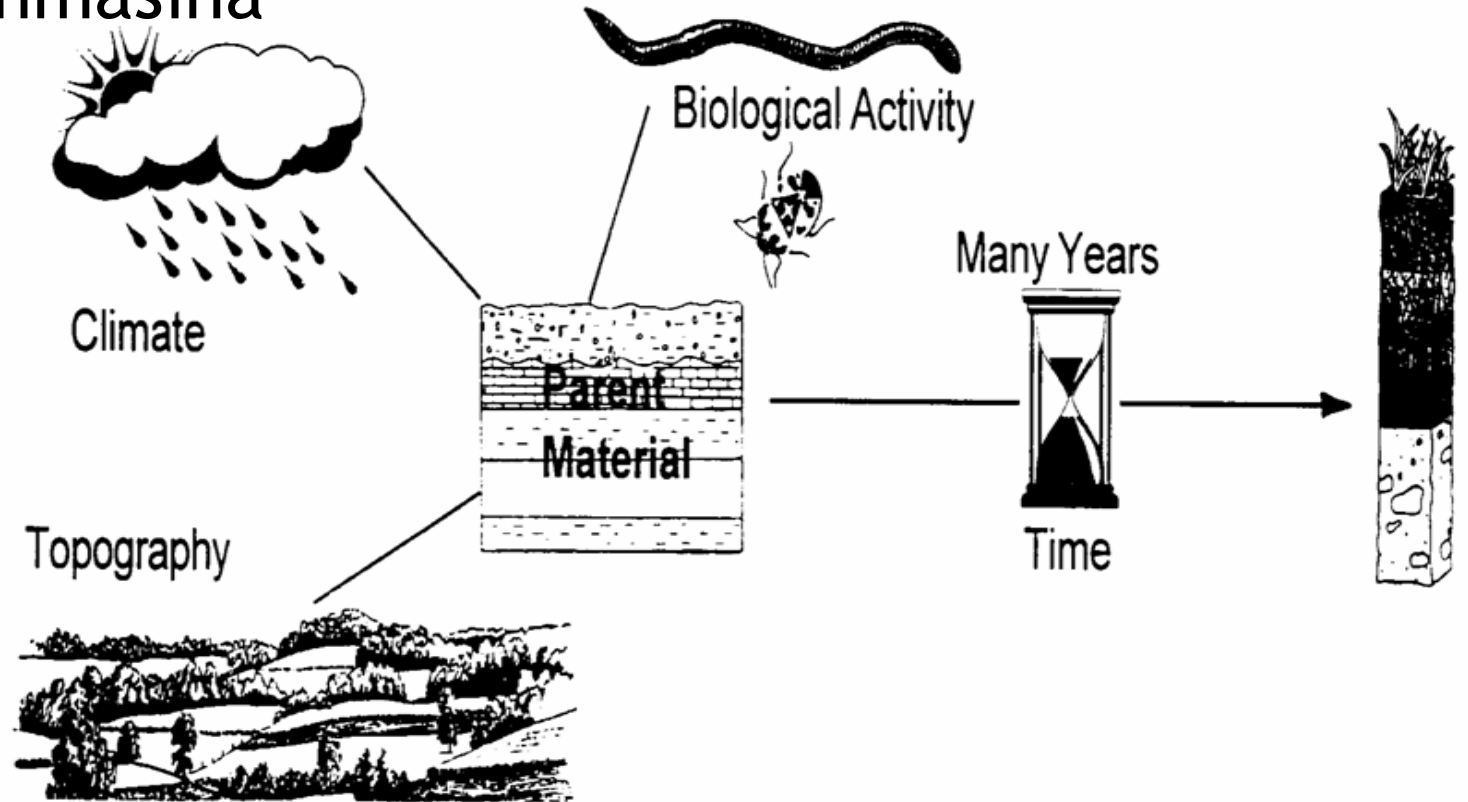 Biological Activity
Climate
Many Years
Parent
Material
Topography
Time